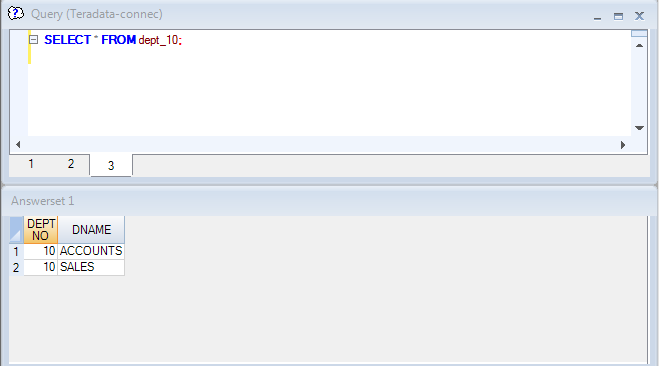 Query (Teradata-connec)
SELECT * FROM dept_10;
1 2 3
Answerset 1
DEPT NO DNAME
1 10 ACCOUNTS
2 10 SALES